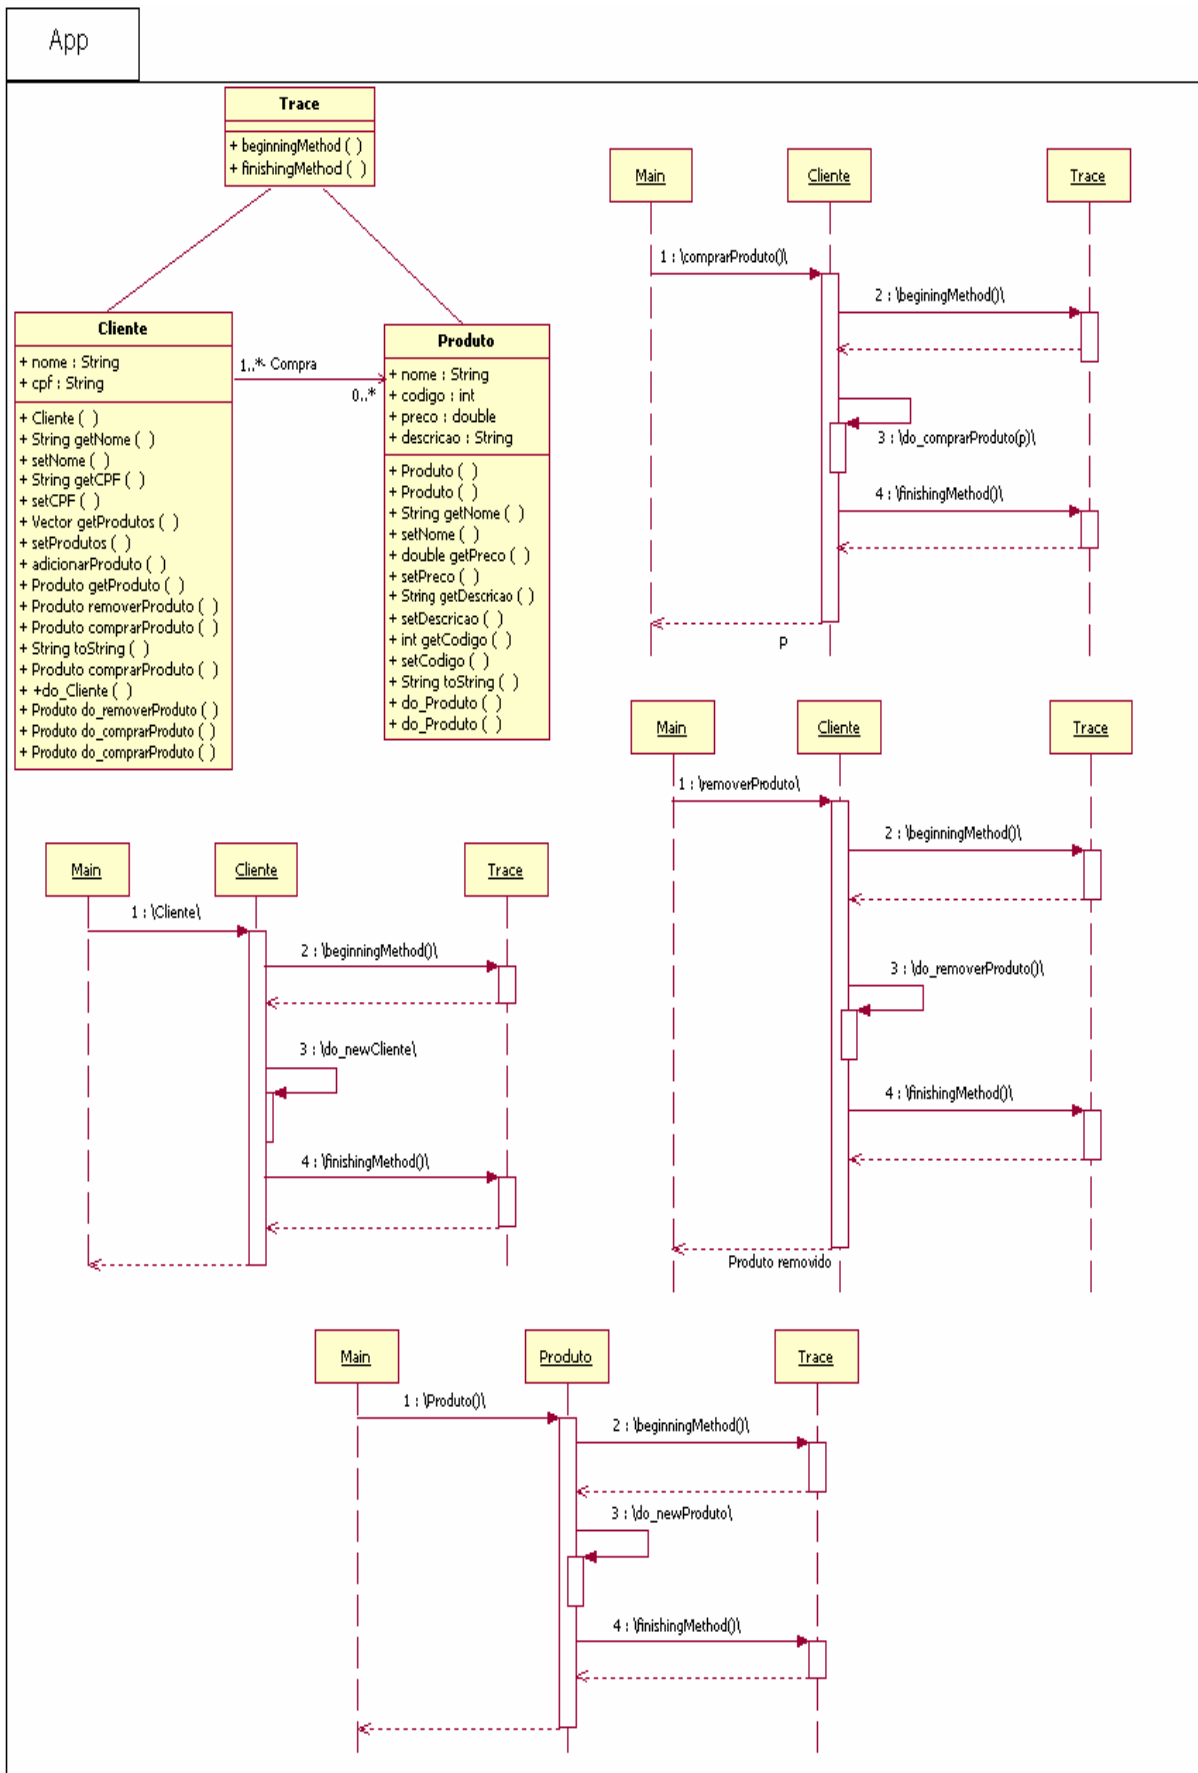 App
Trace
+ beginningMethod ( )
+ finishingMethod ( )
Cliente
+ nome : String
+ cpf : String
+ Cliente ( )
+ String getNome ( )
+ setNome ( )
+ String getCPF ( )
+ setCPF ( )
+ Vector getProdutos ( )
+ setProdutos ( )
+ adicionarProduto ( )
+ Produto getProduto ( )
+ Produto removerProduto ( )
+ Produto comprarProduto ( )
+ String toString ( )
+ Produto comprarProduto ( )
+ +do_Cliente ( )
+ Produto do_removerProduto ( )
+ Produto do_comprarProduto ( )
+ Produto do_comprarProduto ( )
1..* Compra
0..*
Produto
+ nome : String
+ codigo : int
+ preco : double
+ descricao : String
+ Produto ( )
+ Produto ( )
+ String getNome ( )
+ setNome ( )
+ double getPreco ( )
+ setPreco ( )
+ String getDescricao ( )
+ setDescricao ( )
+ int getCodigo ( )
+ setCodigo ( )
+ String toString ( )
+ do_Produto ( )
+ do_Produto ( )
Main
Cliente
Trace
1 : \comprarProduto()\
2 : \beginingMethod()\
3 : \do_comprarProduto(p)\
4 : \finishingMethod()\
p
Main
Cliente
Trace
1 : \removerProduto\
2 : \beginningMethod()\
3 : \do_removerProduto()\
4 : \finishingMethod()\
Produto removido
Main
Cliente
Trace
1 : \Cliente\
2 : \beginningMethod()\
3 : \do_newCliente\
4 : \finishingMethod()\
Main
Produto
Trace
1 : \Produto()\
2 : \beginningMethod()\
3 : \do_newProduto\
4 : \finishingMethod()\